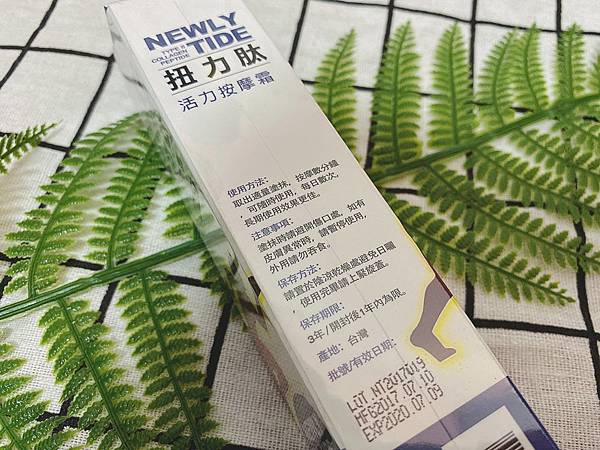 NEWLY
TYPE II
COLLAGEN
PEPTIDE
TIDE
扭力肽
活力按摩霜
使用方法:
取出適量塗抹，按摩數分鐘
，可隨時使用，每日數次，
長期使用效果更佳。
注意事項:
塗抹時請避開傷口處，如有
皮膚異常時，請暫停使用，
外用請勿吞食。
保存方法:
請置於陰涼乾燥處避免日曬
，使用完畢請上緊旋蓋。
保存期限:
3年/開封後1年內為限。
產地: 台灣
批號/有效日期:
LOT.NT2017019
MFG2017 07.10
EXP2020 07.09